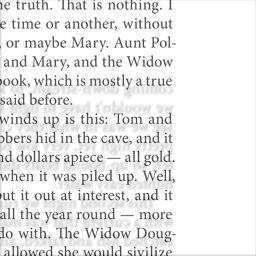 he truth. That is nothing. I
e time or another, without
, or maybe Mary. Aunt Pol-
and Mary, and the Widow
book, which is mostly a true
said before.
winds up is this: Tom and
bbers hid in the cave, and it
nd dollars apiece — all gold.
when it was piled up. Well,
put it out at interest, and it
all the year round — more
do with. The Widow Doug-
allowed she would sivilize